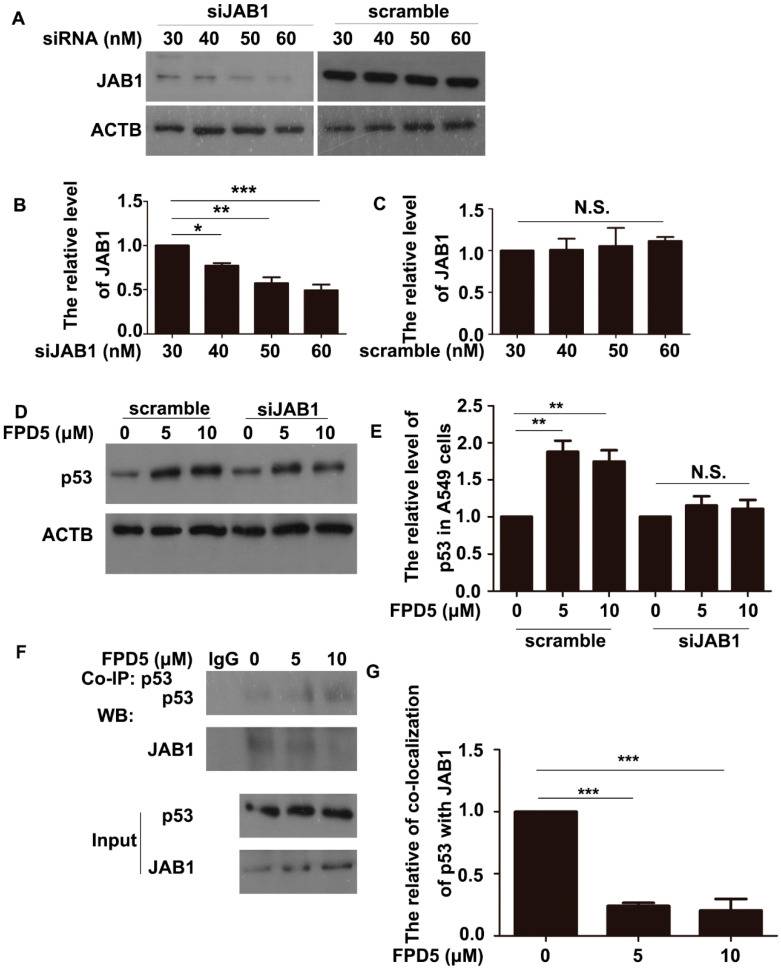 A
siJAB1 scramble
siRNA (nM) 30 40 50 60 30 40 50 60
JAB1
ACTB
B
The relative level
of JAB1
1.5
1.0
0.5
0.0
***
**
*
siJAB1 (nM) 30 40 50 60
C
The relative level
of JAB1
1.5
1.0
0.5
0.0
N.S.
scramble (nM) 30 40 50 60
D
scramble siJAB1
FPD5 (μM) 0 5 10 0 5 10
p53
ACTB
E
The relative level of
p53 in A549 cells
2.5
2.0
1.5
1.0
0.5
0.0
**
**
N.S.
FPD5 (μM) 0 5 10 0 5 10
scramble siJAB1
F
FPD5 (μM) IgG 0 5 10
Co-IP: p53
p53
WB:
JAB1
p53
Input
JAB1
G
The relative of co-localization
of p53 with JAB1
1.5
1.0
0.5
0.0
***
***
FPD5 (μM) 0 5 10